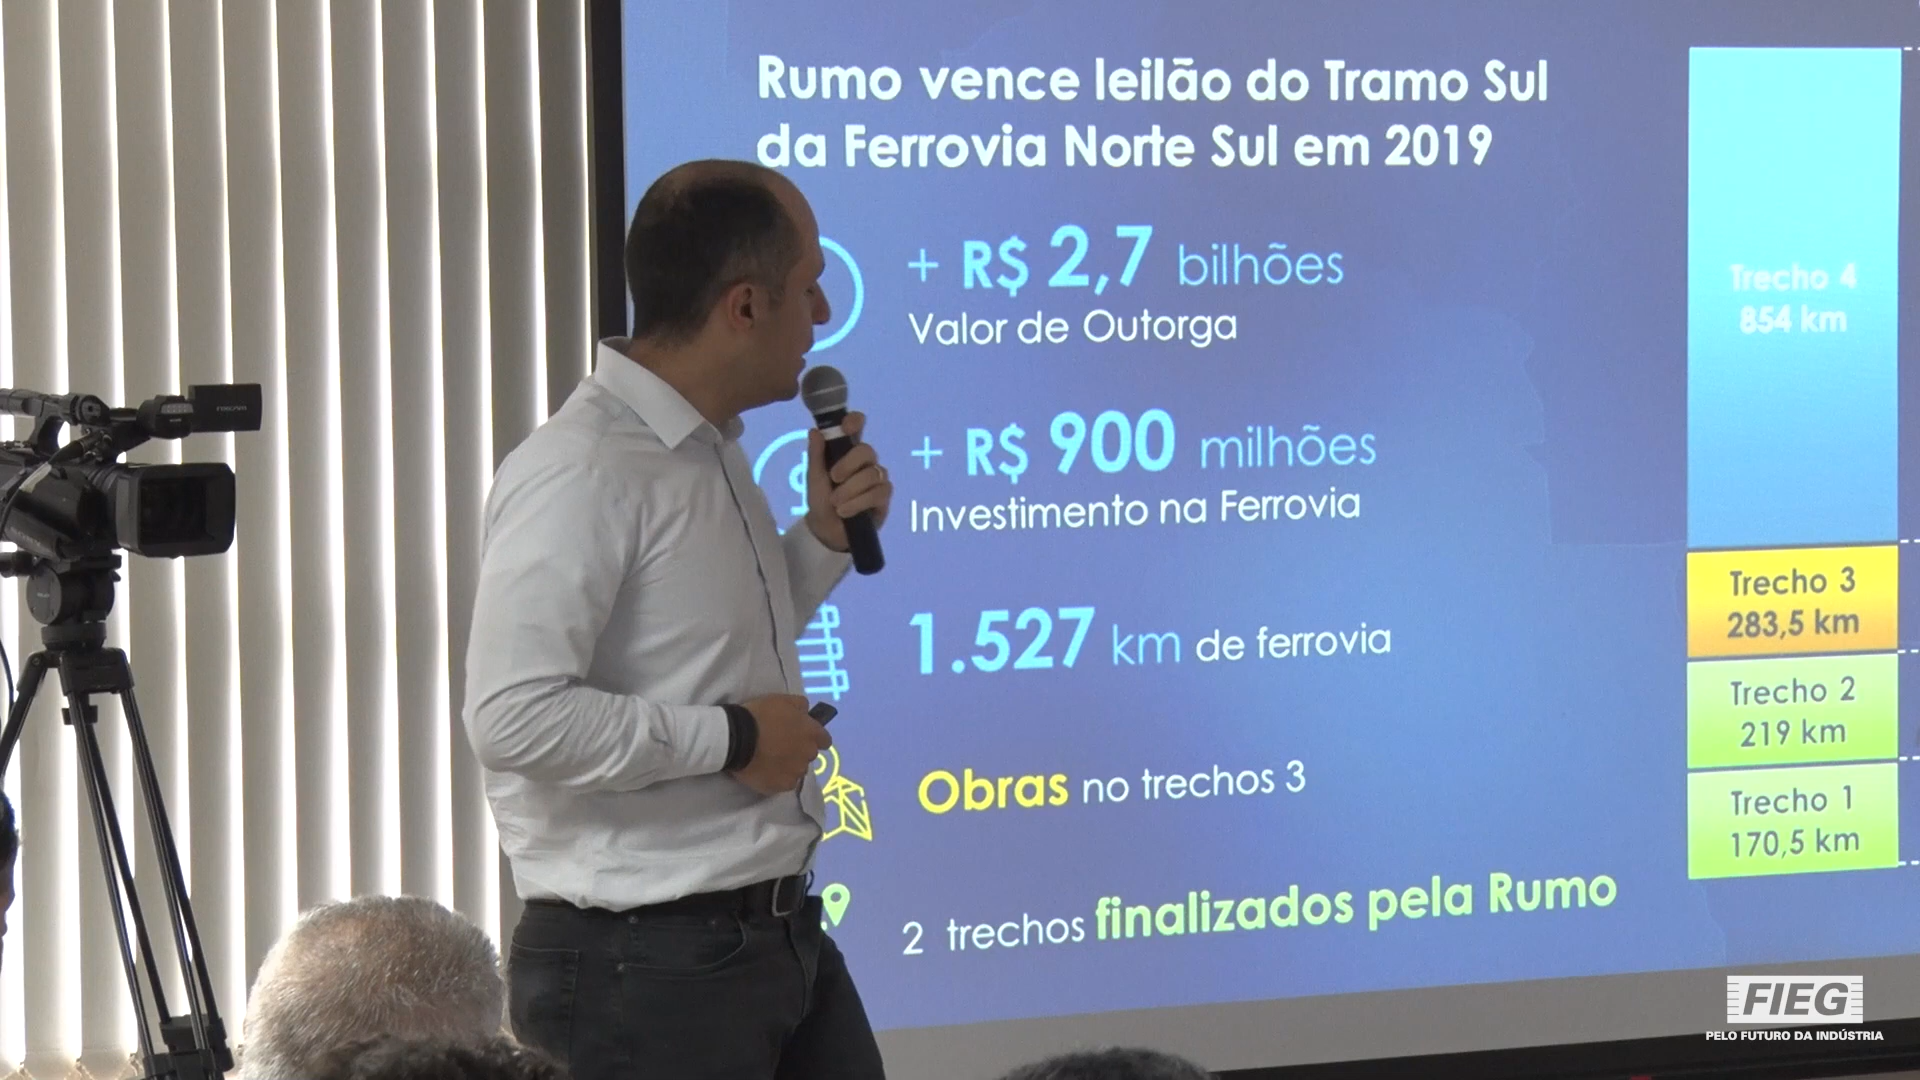 Rumo vence leilão do Tramo Sul
da Ferrovia Norte Sul em 2019
+ R$ 2,7 bilhões
Valor de Outorga
$
+ R$ 900 milhões
Investimento na Ferrovia
1.527 km de ferrovia
Obras no trechos 3
2 trechos finalizados pela Rumo
Trecho 4
854 km
Trecho 3
283,5 km
Trecho 2
219 km
Trecho 1
170,5 km
FIEG
PELO FUTURO DA INDÚSTRIA